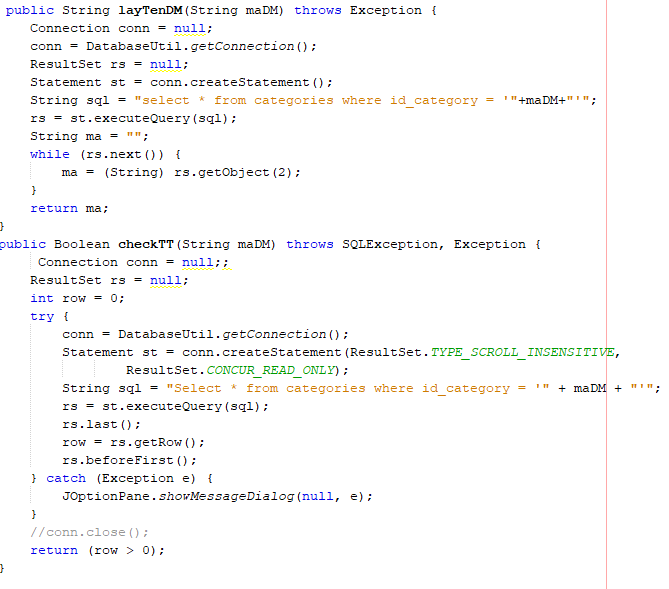 public String layTenDM(String maDM) throws Exception {
Connection conn = null;
conn = DatabaseUtil.getConnection();
ResultSet rs = null;
Statement st = conn.createStatement();
String sql = "select * from categories where id_category = '"+maDM+"'";
rs = st.executeQuery(sql);
String ma = "";
while (rs.next()) {
ma = (String) rs.getObject(2);
}
return ma;
}
public Boolean checkTT(String maDM) throws SQLException, Exception {
Connection conn = null;;
ResultSet rs = null;
int row = 0;
try {
conn = DatabaseUtil.getConnection();
Statement st = conn.createStatement(ResultSet.TYPE_SCROLL_INSENSITIVE,
ResultSet.CONCUR_READ_ONLY);
String sql = "Select * from categories where id_category = '" + maDM + "'";
rs = st.executeQuery(sql);
rs.last();
row = rs.getRow();
rs.beforeFirst();
} catch (Exception e) {
JOptionPane.showMessageDialog(null, e);
}
//conn.close();
return (row > 0);
}